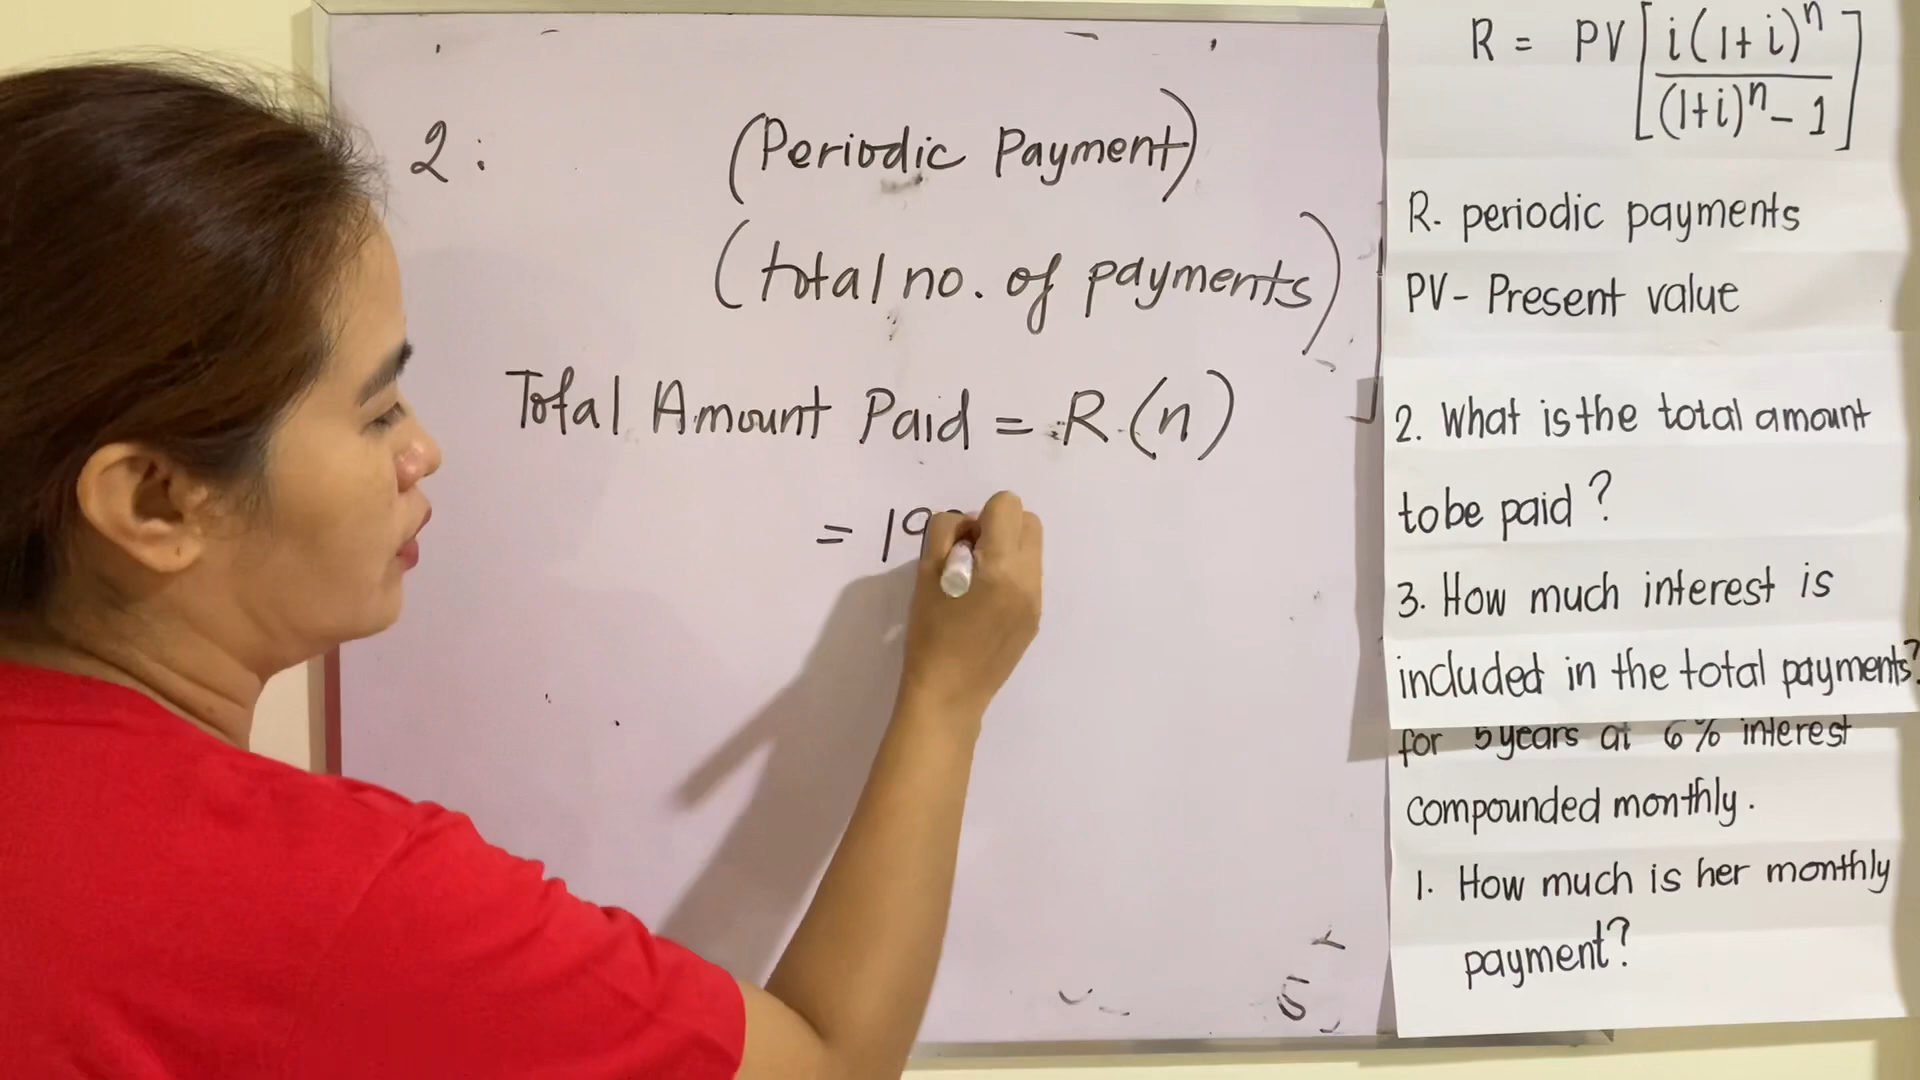 2:
(Periodic Payment)
(total no. of payments)
Total Amount Paid = R(n)
= 19
5
R = PV[i(1+i)ⁿ
(1+i)ⁿ - 1]
R. periodic payments
PV- Present value
2. What is the total amount
to be paid?
3. How much interest is
included in the total payments?
for 5 years at 6% interest
compounded monthly.
1. How much is her monthly
payment?